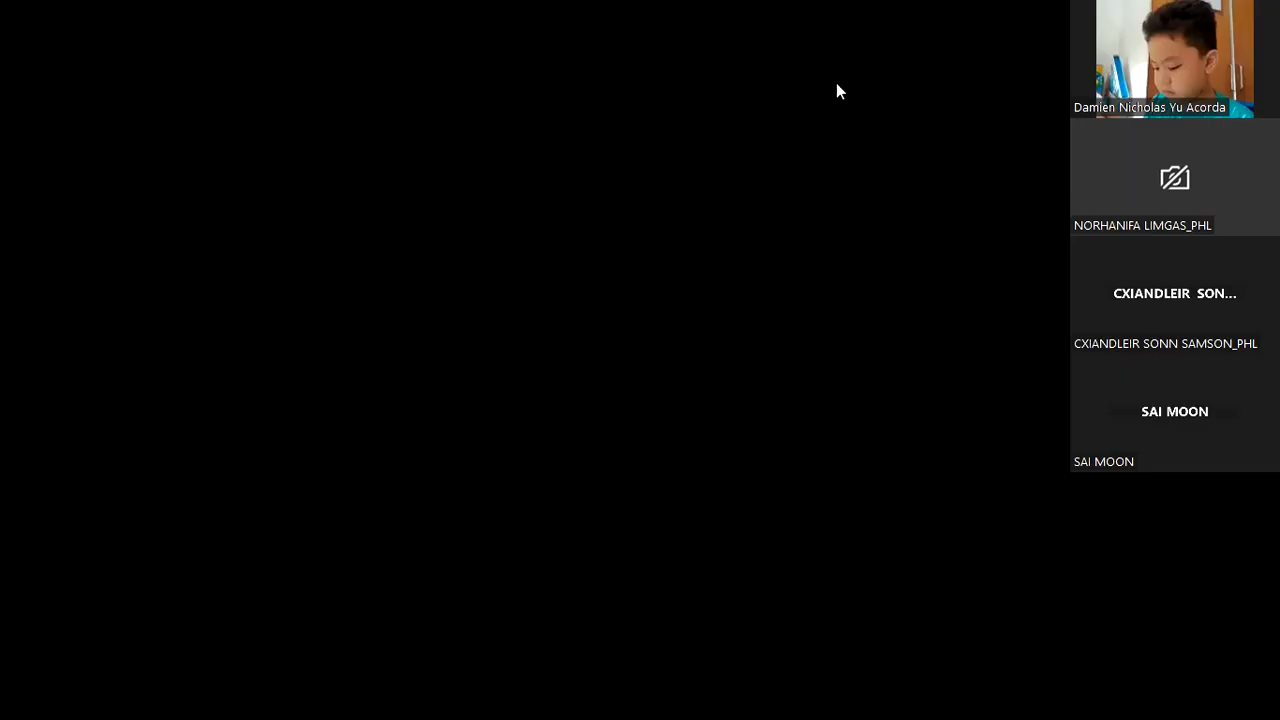 Damien Nicholas Yu Acorda
NORHANIFA LIMGAS_PHL
CXIANDLEIR SON...
CXIANDLEIR SONN SAMSON_PHL
SAI MOON
SAI MOON